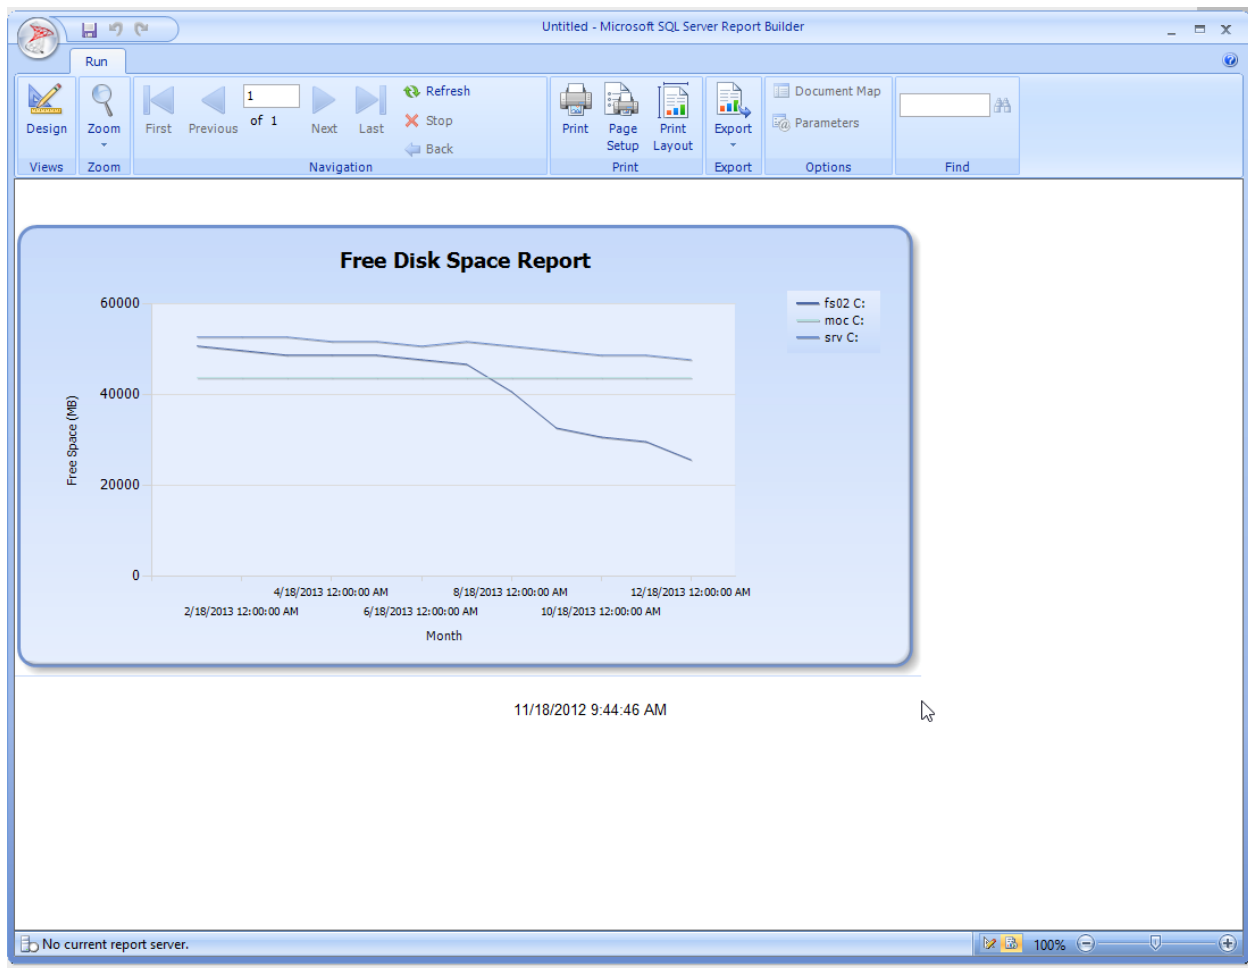 Untitled - Microsoft SQL Server Report Builder
Run
Design
Views
Zoom
Zoom
First
Previous
1
of 1
Next
Last
Refresh
Stop
Back
Navigation
Print
Page Setup
Print Layout
Print
Export
Export
Document Map
Parameters
Options
Find
Free Disk Space Report
fs02 C:
moc C:
srv C:
Free Space (MB)
60000
40000
20000
0
4/18/2013 12:00:00 AM 8/18/2013 12:00:00 AM 12/18/2013 12:00:00 AM
2/18/2013 12:00:00 AM 6/18/2013 12:00:00 AM 10/18/2013 12:00:00 AM
Month
11/18/2012 9:44:46 AM
No current report server.
100%